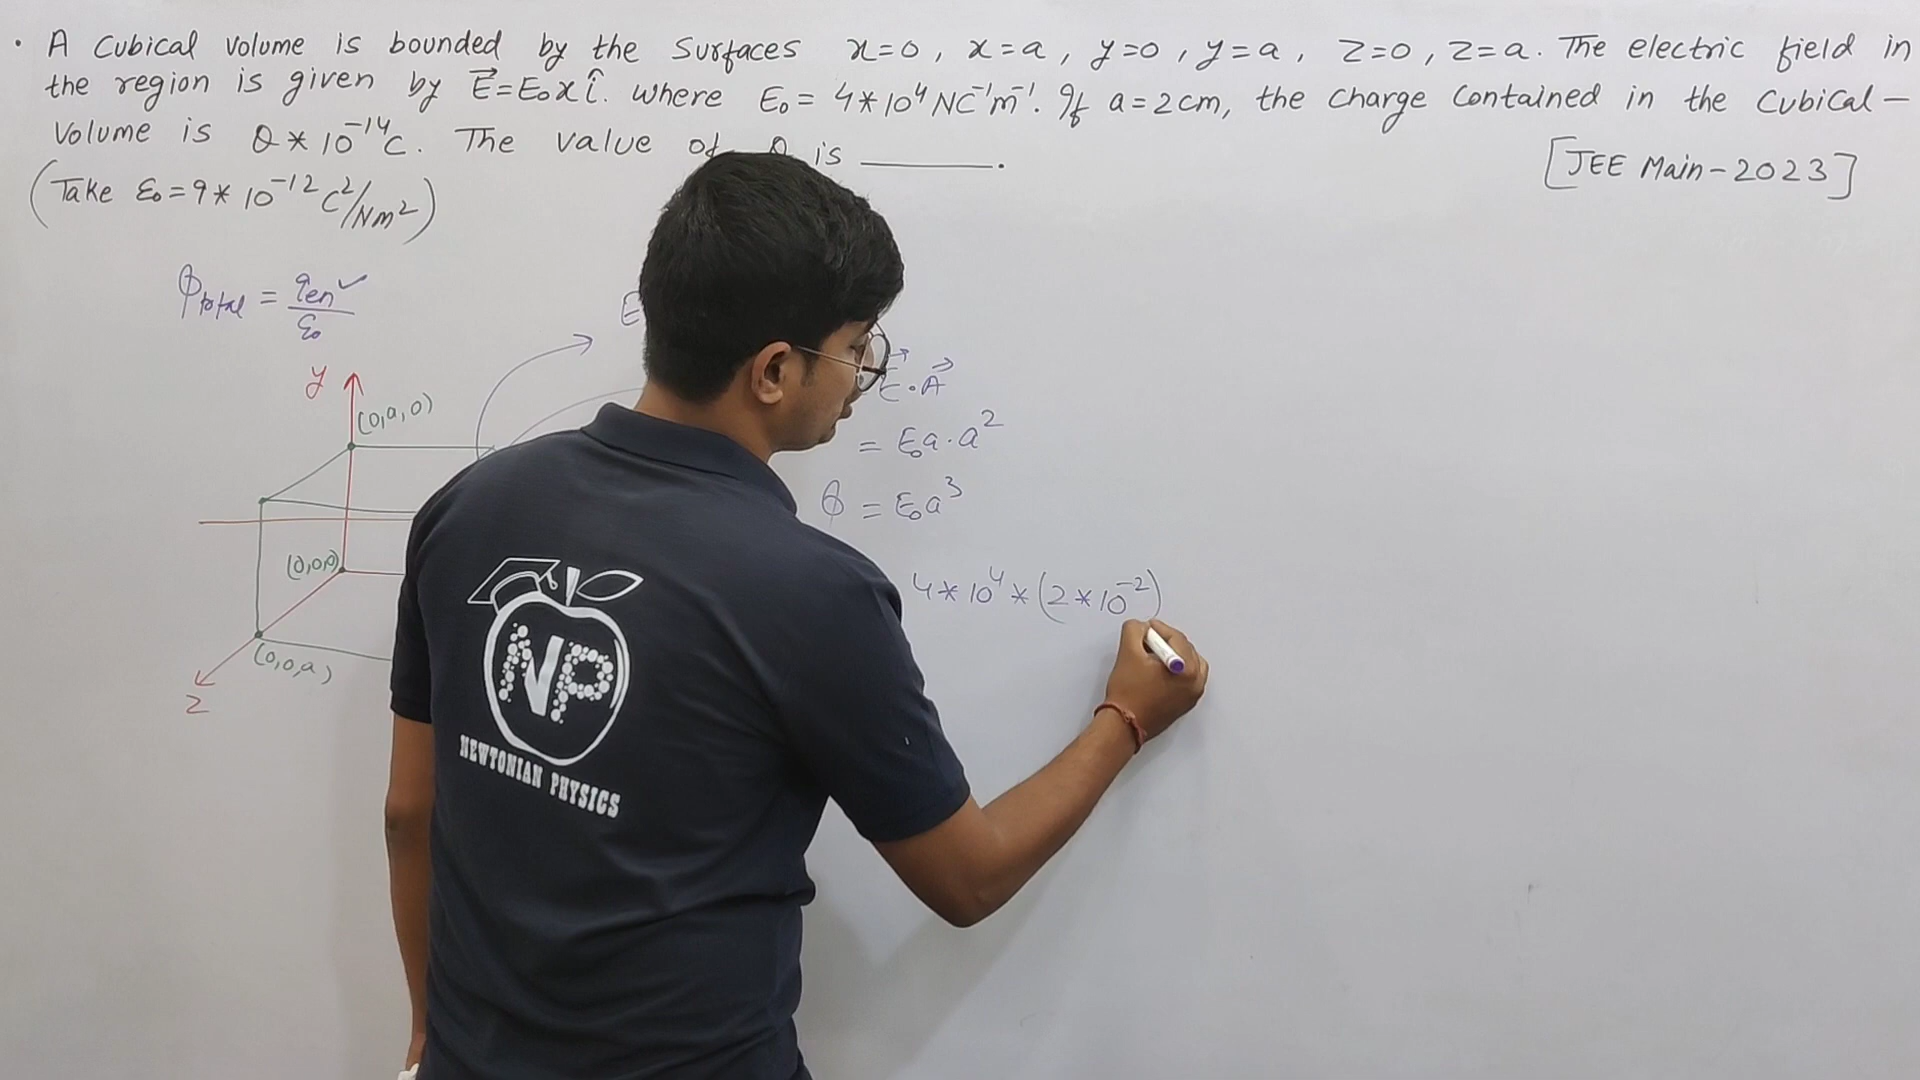 · A Cubical volume is bounded by the surfaces x=0, x=a, y=0, y=a, z=0, z=a. The electric field in
the region is given by E⃗=E₀xî. where E₀= 4*10⁴ NC⁻¹m⁻¹. If a=2cm, the charge contained in the cubical–
Volume is Q*10⁻¹⁴C. The value of Q is ______.
[JEE Main-2023]
(Take ε₀=9*10⁻¹² C²/Nm²)
ϕtotal = qen✓/ε₀
E
y
(0,a,0)
E⃗·A⃗
= E₀a·a²
ϕ = E₀a³
(0,0,0)
4*10⁴*(2*10⁻²)
(0,0,a)
z
NP
NEWTONIAN PHYSICS